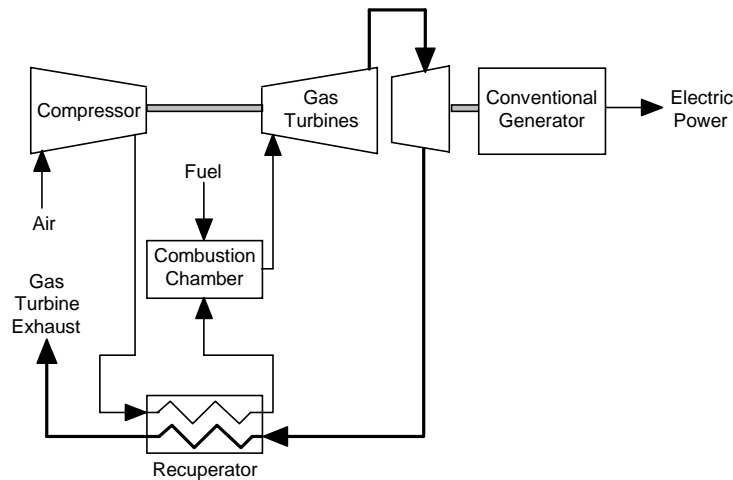 Compressor
Gas
Turbines
Conventional
Generator
Electric
Power
Fuel
Air
Combustion
Chamber
Gas
Turbine
Exhaust
Recuperator